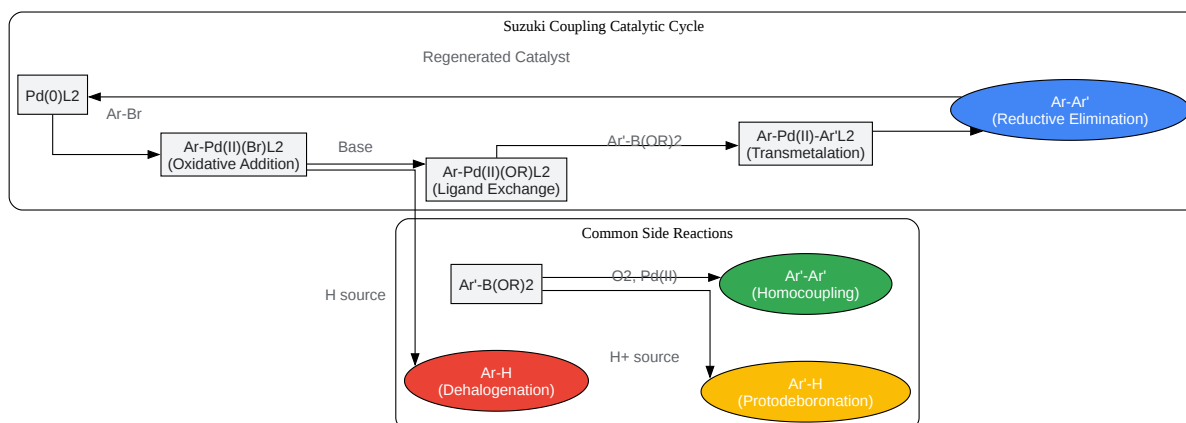 Suzuki Coupling Catalytic Cycle
Regenerated Catalyst
Pd(0)L2
Ar-Br
Ar-Ar'
(Reductive Elimination)
Ar-Pd(II)(Br)L2
(Oxidative Addition)
Base
Ar-Pd(II)(OR)L2
(Ligand Exchange)
Ar'-B(OR)2
Ar-Pd(II)-Ar'L2
(Transmetalation)
Common Side Reactions
H source
Ar'-B(OR)2
O2, Pd(II)
Ar'-Ar'
(Homocoupling)
H+ source
Ar-H
(Dehalogenation)
Ar'-H
(Protodeboronation)